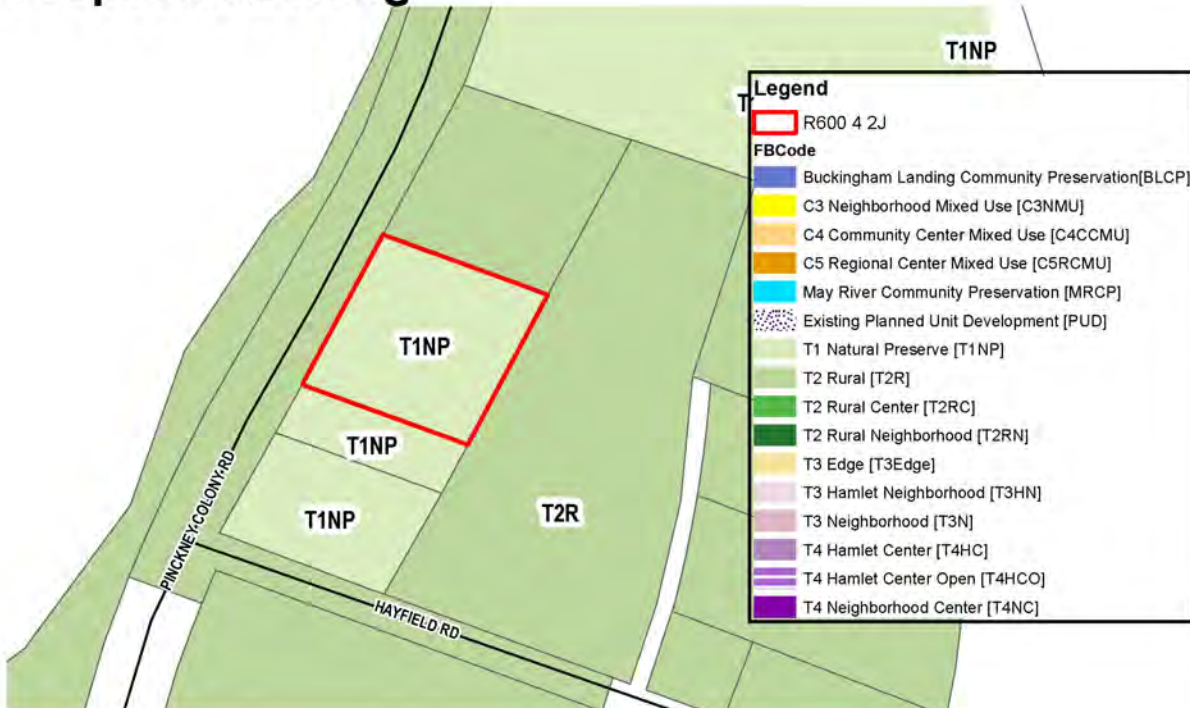 T1NP
T1NP
T1NP
T1NP
T2R
PINCKNEY COLONY RD
HAYFIELD RD
Legend
R600 4 2J
FBCode
Buckingham Landing Community Preservation[BLCP]
C3 Neighborhood Mixed Use [C3NMU]
C4 Community Center Mixed Use [C4CCMU]
C5 Regional Center Mixed Use [C5RCMU]
May River Community Preservation [MRCP]
Existing Planned Unit Development [PUD]
T1 Natural Preserve [T1NP]
T2 Rural [T2R]
T2 Rural Center [T2RC]
T2 Rural Neighborhood [T2RN]
T3 Edge [T3Edge]
T3 Hamlet Neighborhood [T3HN]
T3 Neighborhood [T3N]
T4 Hamlet Center [T4HC]
T4 Hamlet Center Open [T4HCO]
T4 Neighborhood Center [T4NC]